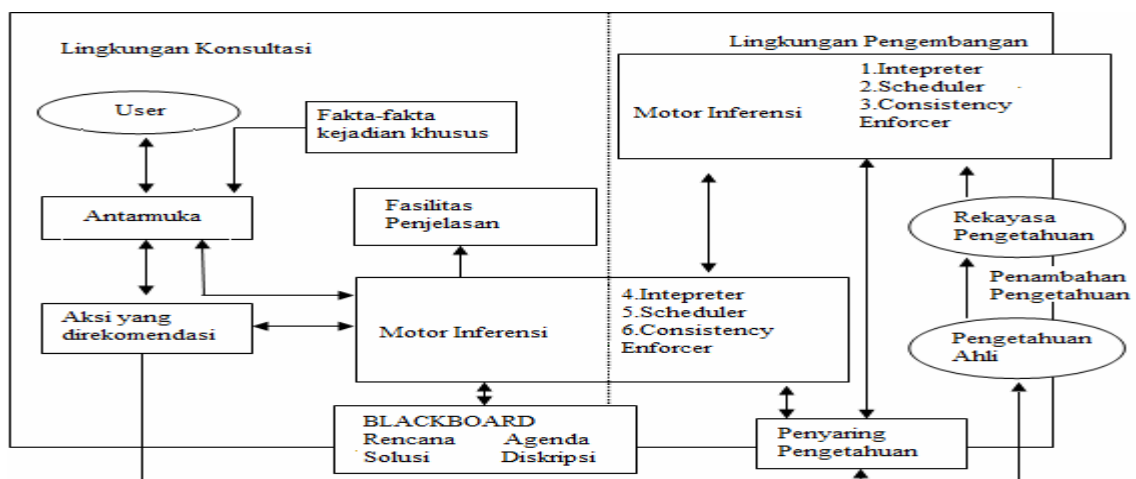 Lingkungan Konsultasi
Lingkungan Pengembangan
User
Fakta-fakta
kejadian khusus
Motor Inferensi
1.Intepreter
2.Scheduler
3.Consistency
Enforcer
Antarmuka
Fasilitas
Penjelasan
Rekayasa
Pengetahuan
Penambahan
Pengetahuan
Aksi yang
direkomendasi
Motor Inferensi
4.Intepreter
5.Scheduler
6.Consistency
Enforcer
Pengetahuan
Ahli
BLACKBOARD
Rencana Agenda
Solusi Diskripsi
Penyaring
Pengetahuan